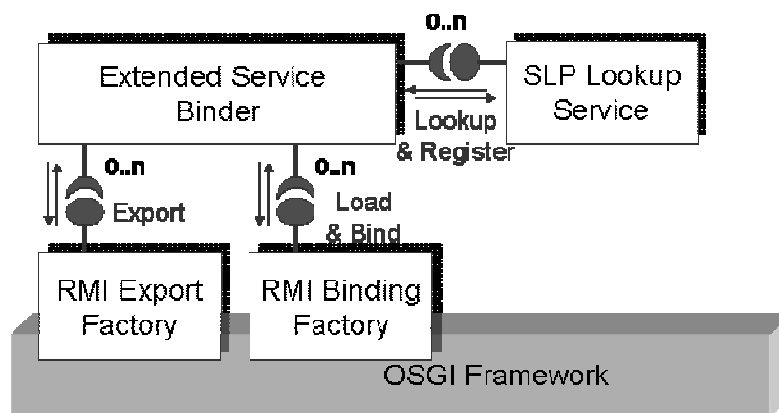 0..n
Extended Service
Binder
SLP Lookup
Service
Lookup
& Register
0..n
Export
0..n
Load
& Bind
RMI Export
Factory
RMI Binding
Factory
OSGI Framework